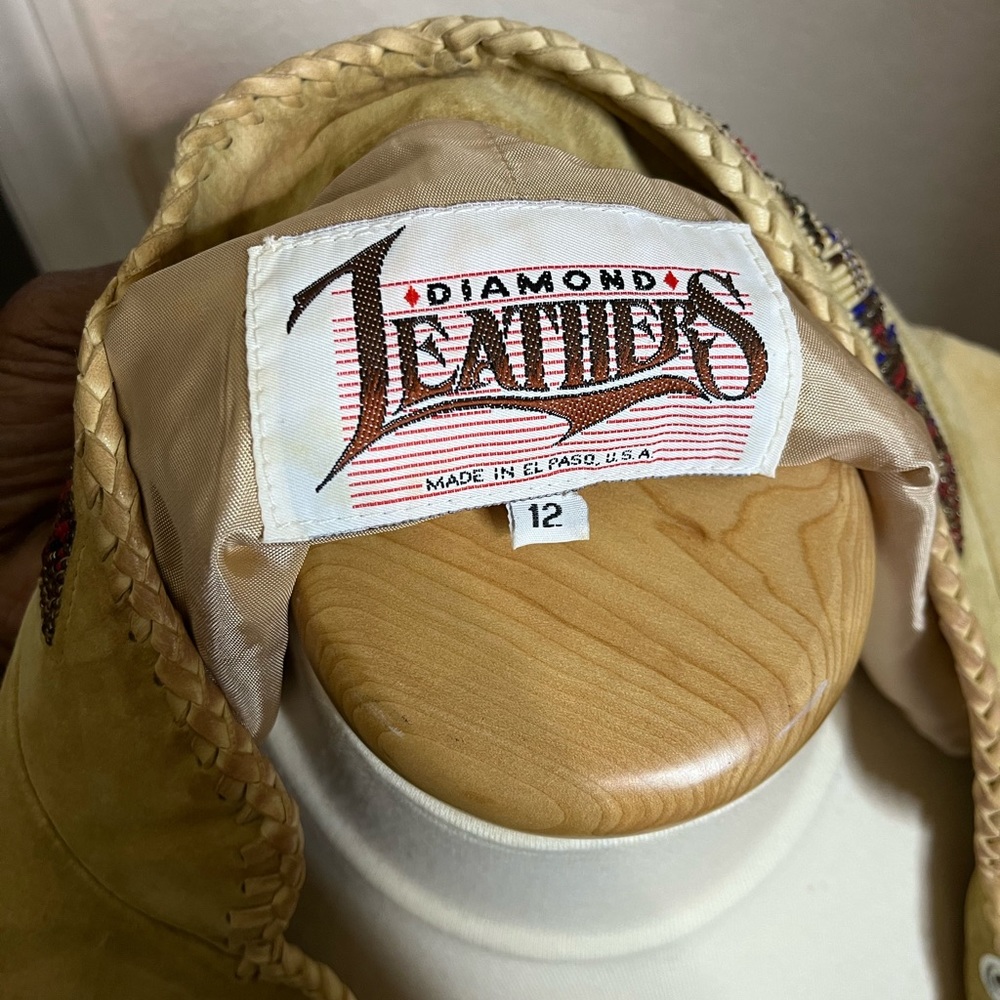 DIAMOND
LEATHERS
MADE IN EL PASO, U.S.A.
12